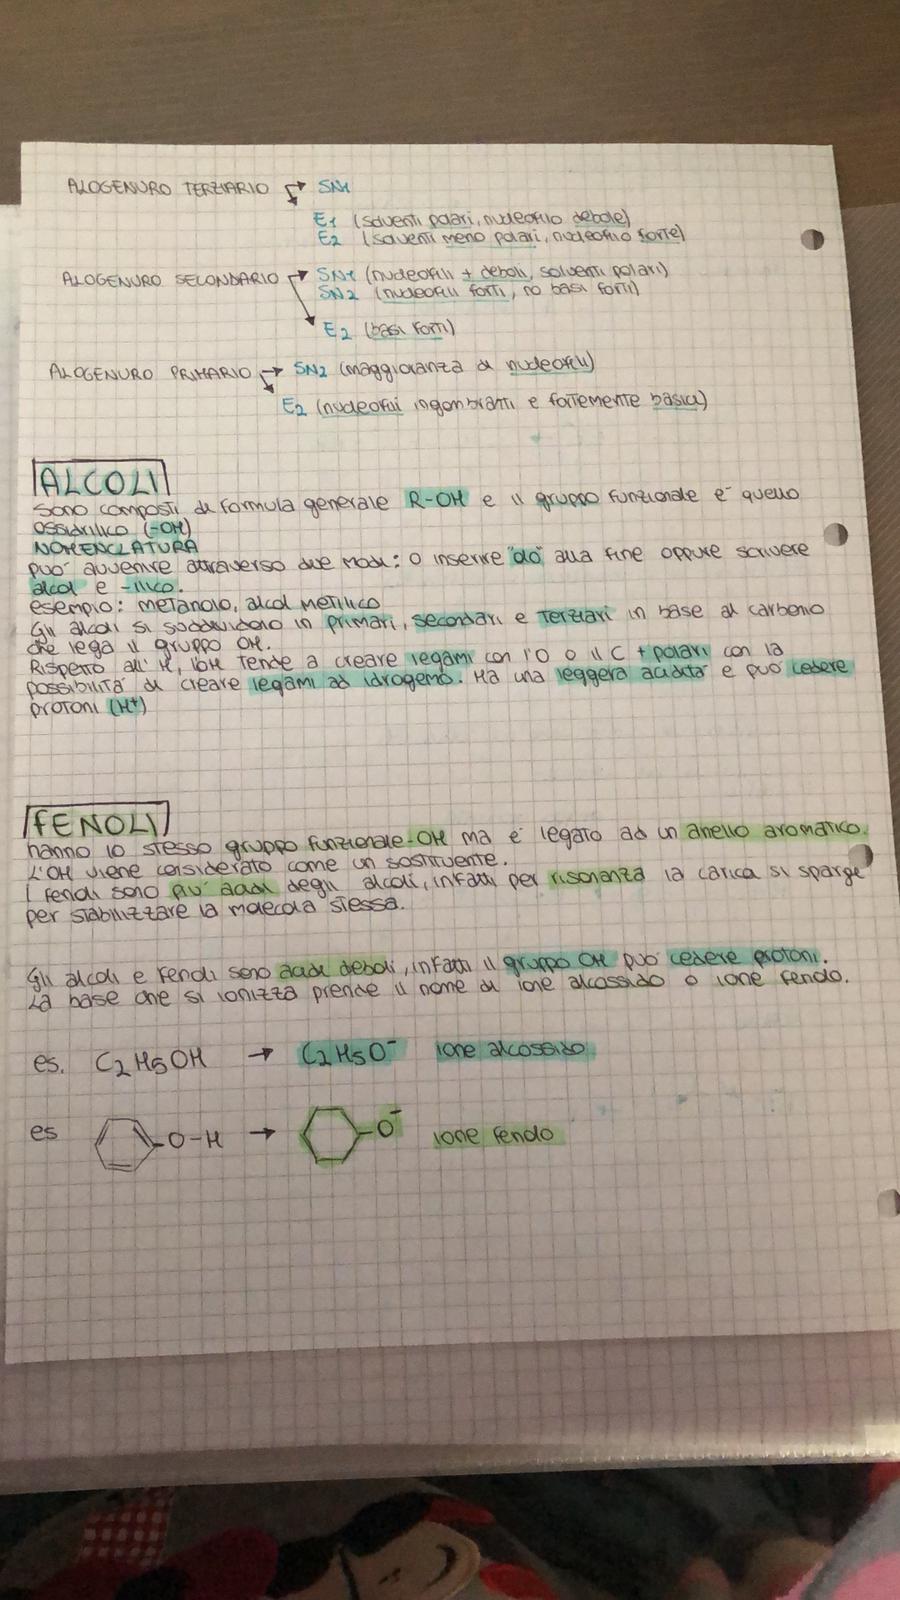 ALOGENURO TERZIARIO → SN1
E1 (solventi polari, nucleofilo debole)
E2 (solventi meno polari, nucleofilo forte)
ALOGENURO SECONDARIO → SN1 (nucleofili + deboli, solventi polari)
SN2 (nucleofili forti, no basi forti)
E2 (basi forti)
ALOGENURO PRIMARIO → SN2 (maggioranza di nucleofili)
E2 (nucleofili ingombranti e fortemente basici)
ALCOLI
Sono composti di formula generale R-OH e il gruppo funzionale e' quello
ossidrilico (-OH)
NOMENCLATURA
può avvenire attraverso due modi: o inserire "olo" alla fine oppure scrivere
alcol e -ilico.
esempio: metanolo, alcol metilico
Gli alcoli si suddividono in primari, secondari e terziari in base al carbonio
che lega il gruppo OH.
Rispetto all' H, l'OH tende a creare legami con l'O o il C + polari con la
possibilità di creare legami ad idrogeno. Ha una leggera acidità e può cedere
protoni (H+)
FENOLI
hanno lo stesso gruppo funzionale -OH ma è legato ad un anello aromatico.
L'OH viene considerato come un sostituente.
I fenoli sono più acidi degli alcoli, infatti per risonanza la carica si sparge
per stabilizzare la molecola stessa.
Gli alcoli e fenoli sono acidi deboli, infatti il gruppo OH può cedere protoni.
La base che si ionizza prende il nome di ione alcossido o ione fenolo.
es. C2H5OH → C2H5O⁻ ione alcossido
es O-H → O⁻ ione fenolo